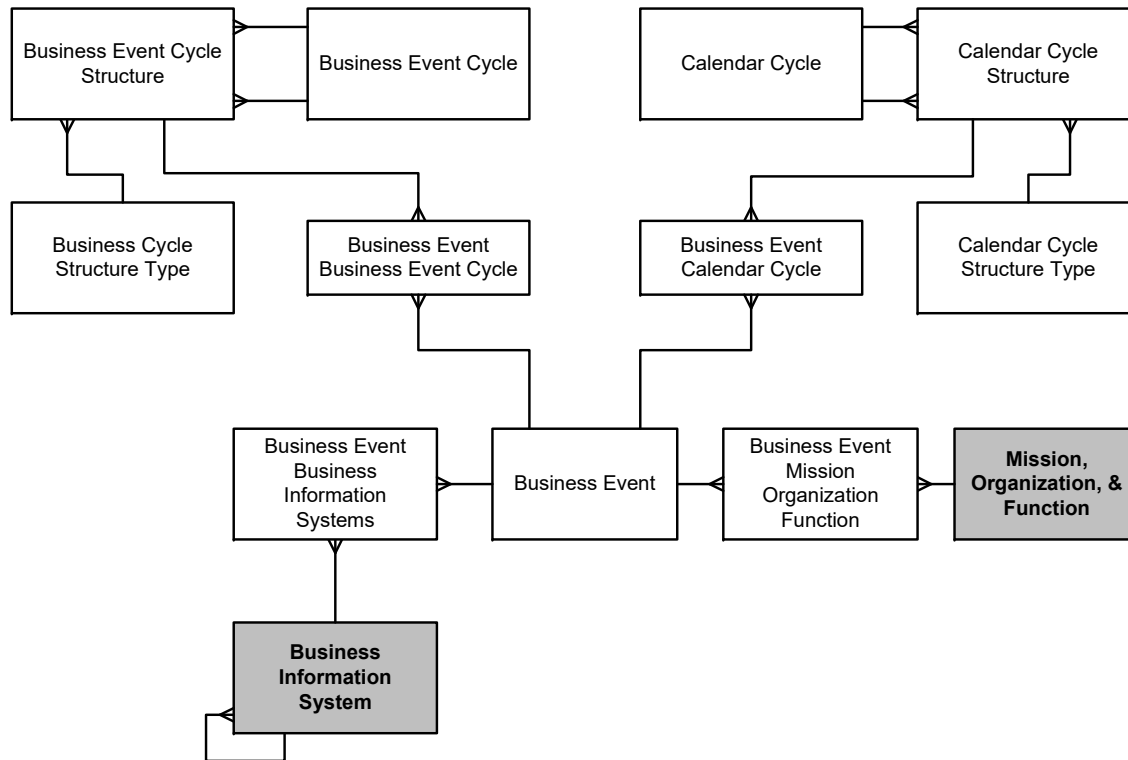 Business Event Cycle
Structure
Business Event Cycle
Calendar Cycle
Calendar Cycle
Structure
Business Cycle
Structure Type
Business Event
Business Event Cycle
Business Event
Calendar Cycle
Calendar Cycle
Structure Type
Business Event
Business
Information
Systems
Business Event
Business Event
Mission
Organization
Function
Mission,
Organization, &
Function
Business
Information
System